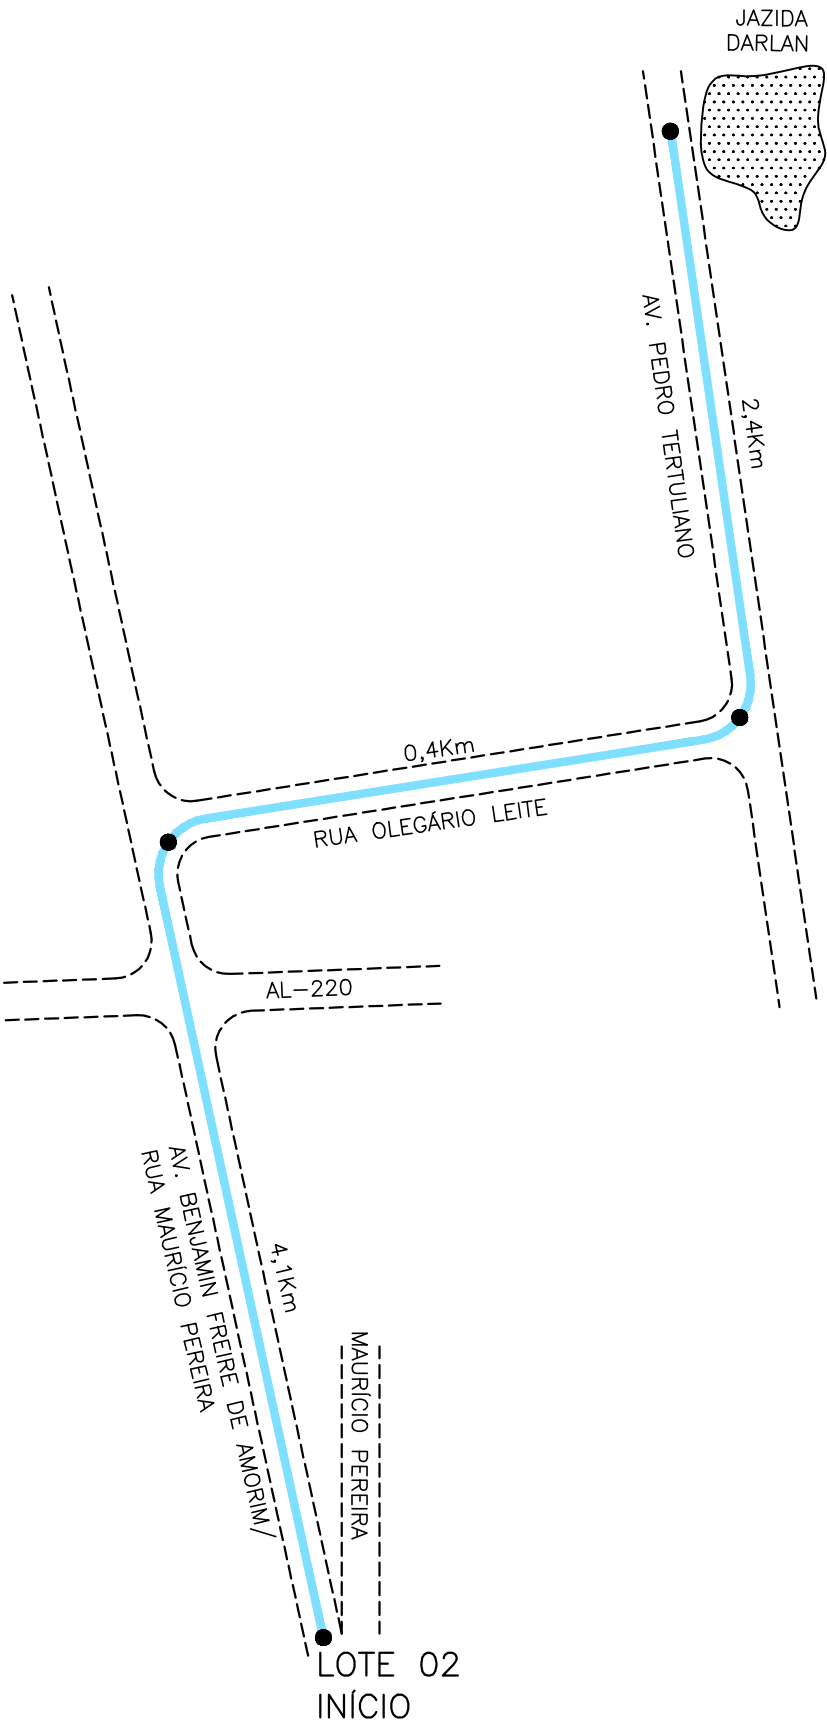 JAZIDA
DARLAN
AV. PEDRO TERTULIANO
2,4Km
0,4Km
RUA OLEGÁRIO LEITE
AL-220
AV. BENJAMIN FREIRE DE AMORIM/
RUA MAURÍCIO PEREIRA
4,1Km
MAURÍCIO PEREIRA
LOTE 02
INÍCIO